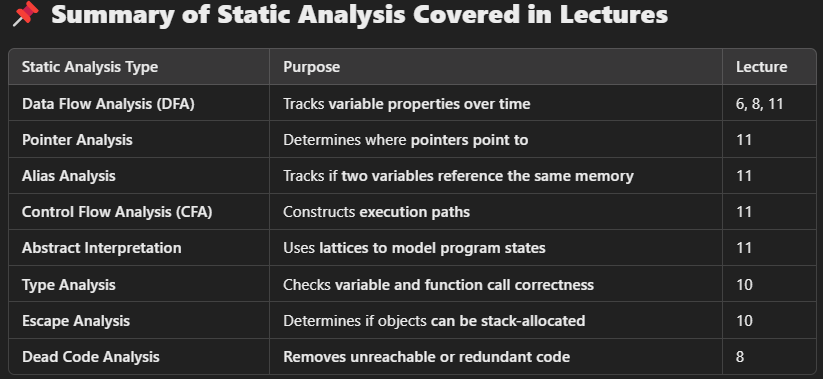 📌 Summary of Static Analysis Covered in Lectures
Static Analysis Type Purpose Lecture
Data Flow Analysis (DFA) Tracks variable properties over time 6, 8, 11
Pointer Analysis Determines where pointers point to 11
Alias Analysis Tracks if two variables reference the same memory 11
Control Flow Analysis (CFA) Constructs execution paths 11
Abstract Interpretation Uses lattices to model program states 11
Type Analysis Checks variable and function call correctness 10
Escape Analysis Determines if objects can be stack-allocated 10
Dead Code Analysis Removes unreachable or redundant code 8